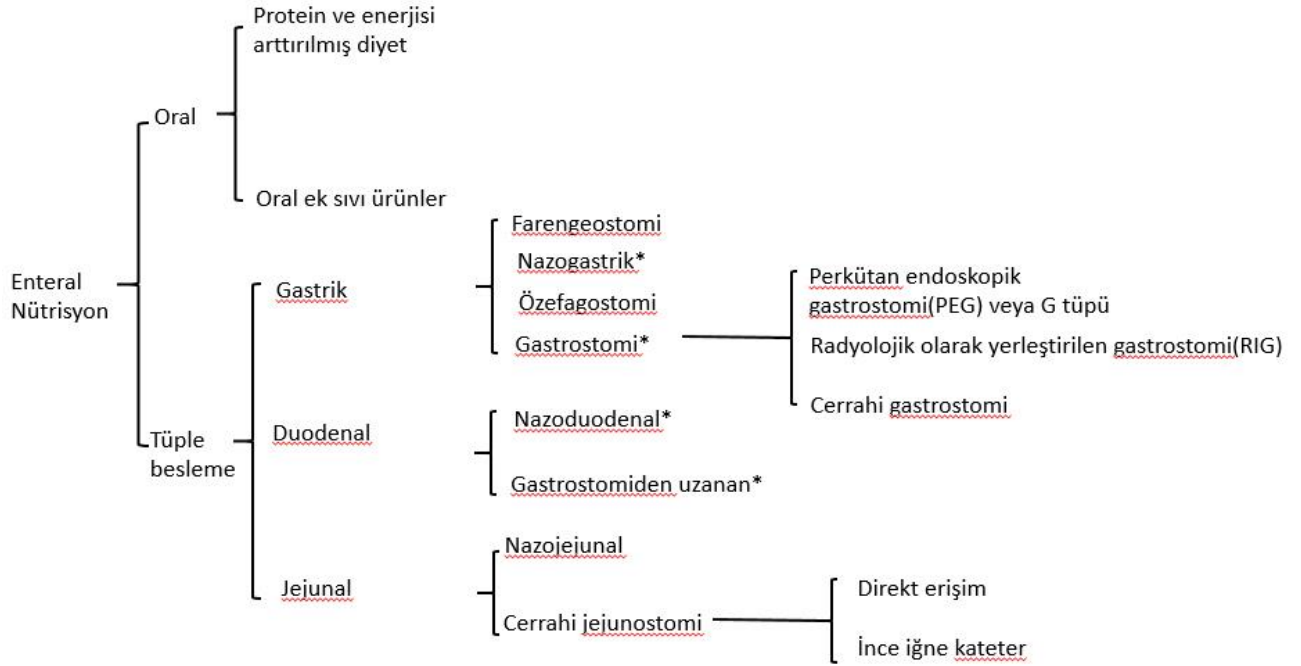 Protein ve enerjisi
arttırılmış diyet
Oral
Oral ek sıvı ürünler
Enteral
Nütrisyon
Tüple
besleme
Gastrik
Farengeostomi
Nazogastrik*
Özefagostomi
Gastrostomi*
Perkütan endoskopik
gastrostomi(PEG) veya G tüpü
Radyolojik olarak yerleştirilen gastrostomi(RIG)
Cerrahi gastrostomi
Duodenal
Nazoduodenal*
Gastrostomiden uzanan*
Jejunal
Nazojejunal
Cerrahi jejunostomi
Direkt erişim
İnce iğne kateter